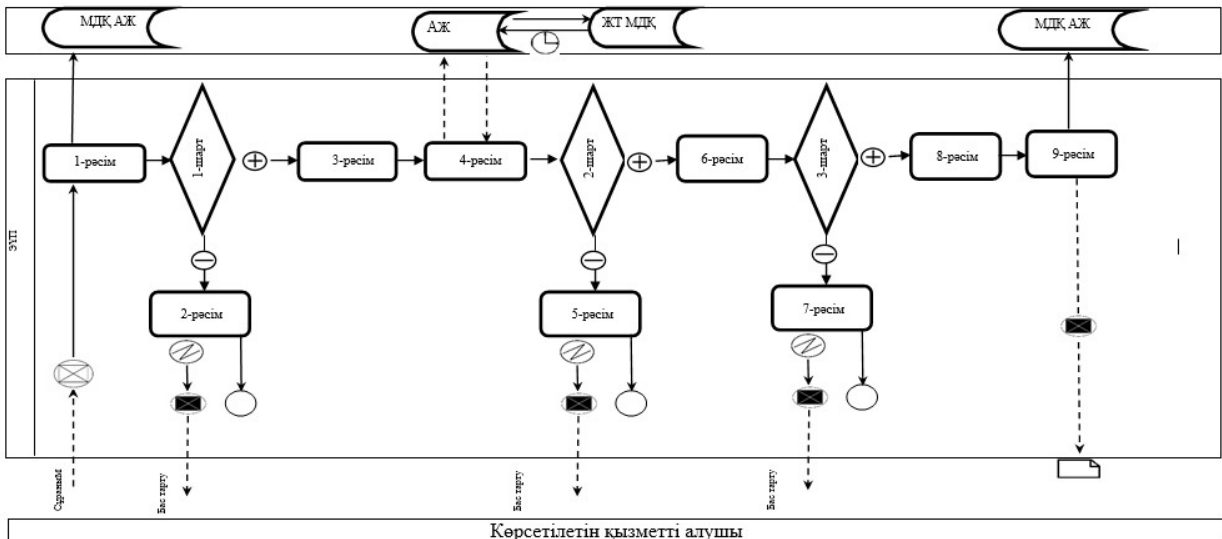 МДҚ АЖ
АЖ
ЖТ МДҚ
МДҚ АЖ
ЭҮП
1-рәсім
1-шарт
3-рәсім
4-рәсім
2-шарт
6-рәсім
3-шарт
8-рәсім
9-рәсім
2-рәсім
5-рәсім
7-рәсім
Сұраным
Бас тарту
Бас тарту
Бас тарту
Көрсетілетін қызметті алушы